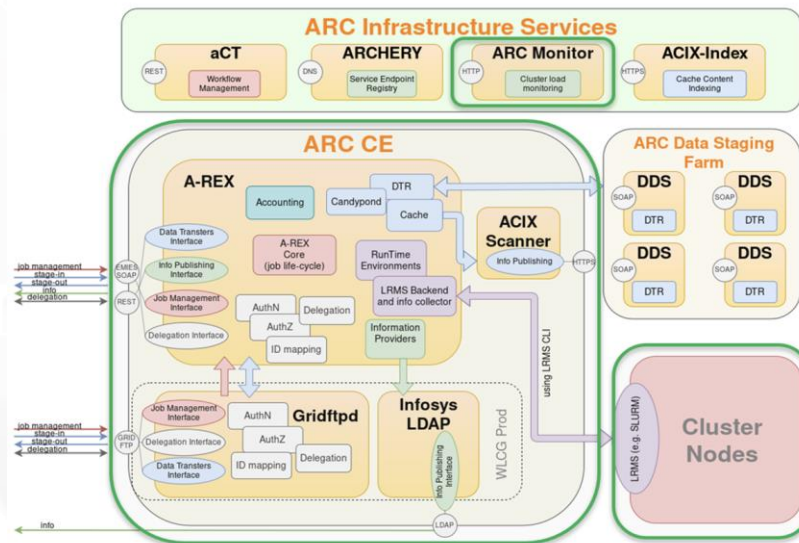 ARC Infrastructure Services
aCT
REST
Workflow
Management
ARCHERY
DNS
Service Endpoint
Registry
ARC Monitor
HTTP
Cluster load
monitoring
ACIX-Index
HTTPS
Cache Content
Indexing
ARC CE
A-REX
Accounting
DTR
Candypond
Cache
Data Transfers
Interface
Info Publishing
Interface
Job Management
Interface
Delegation Interface
A-REX
Core
(job life-cycle)
RunTime
Environments
LRMS Backend
and info collector
Information
Providers
AuthN
Delegation
AuthZ
ID mapping
ACIX
Scanner
Info Publishing
HTTPS
EMIES
SOAP
REST
job management
stage-in
stage-out
info
delegation
Gridftpd
Job Management
Interface
Delegation Interface
Data Transfers
Interface
AuthN
AuthZ
ID mapping
Delegation
GRID
FTP
job management
stage-in
stage-out
delegation
Infosys
LDAP
Info Publishing
Interface
LDAP
info
WLCG Prod
using LRMS CLI
ARC Data Staging
Farm
DDS
SOAP
DTR
DDS
SOAP
DTR
DDS
SOAP
DTR
DDS
SOAP
DTR
LRMS (e.g. SLURM)
Cluster
Nodes